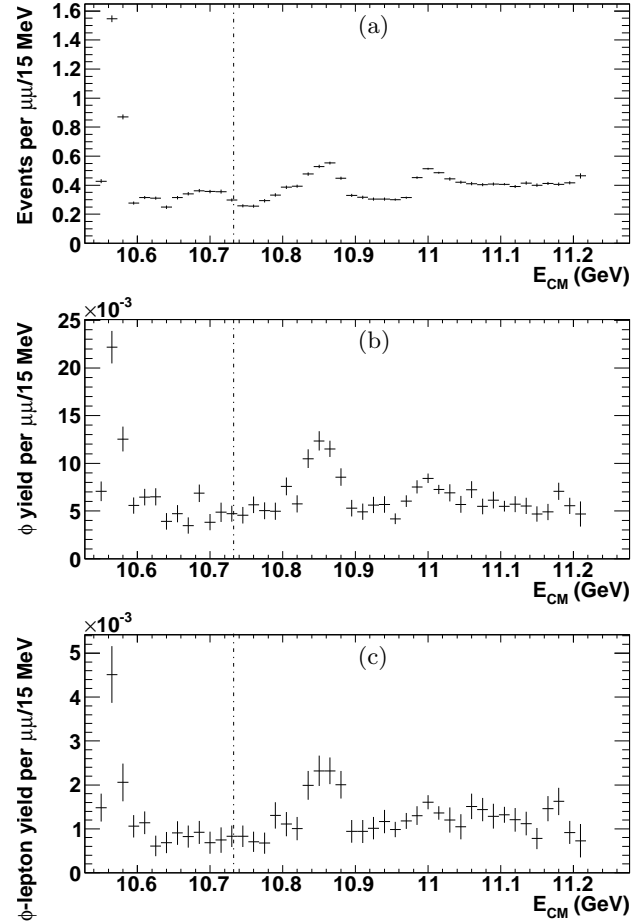 (a)
Events per μμ/15 MeV
1.6
1.4
1.2
1
0.8
0.6
0.4
0.2
0
10.6 10.7 10.8 10.9 11 11.1 11.2
E_CM (GeV)
×10^-3
(b)
ϕ yield per μμ/15 MeV
25
20
15
10
5
0
10.6 10.7 10.8 10.9 11 11.1 11.2
E_CM (GeV)
×10^-3
(c)
ϕ-lepton yield per μμ/15 MeV
5
4
3
2
1
0
10.6 10.7 10.8 10.9 11 11.1 11.2
E_CM (GeV)